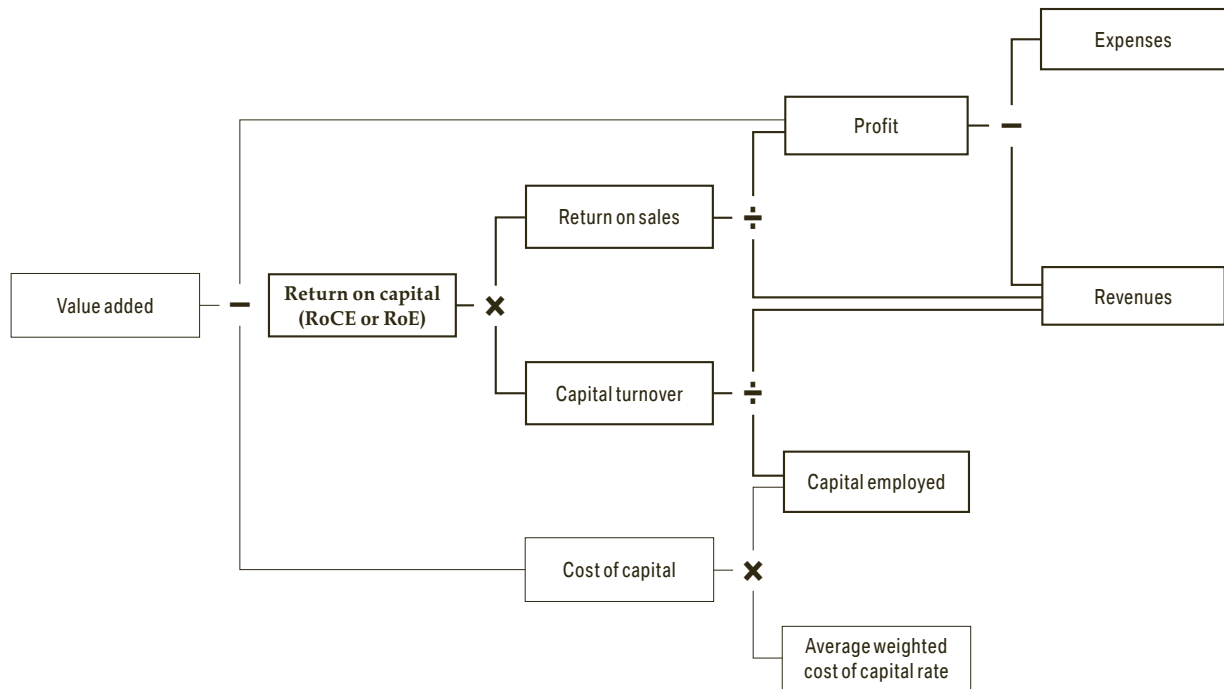 Expenses
Profit
Return on sales
Value added
Return on capital
(RoCE or RoE)
Revenues
Capital turnover
Capital employed
Cost of capital
Average weighted
cost of capital rate